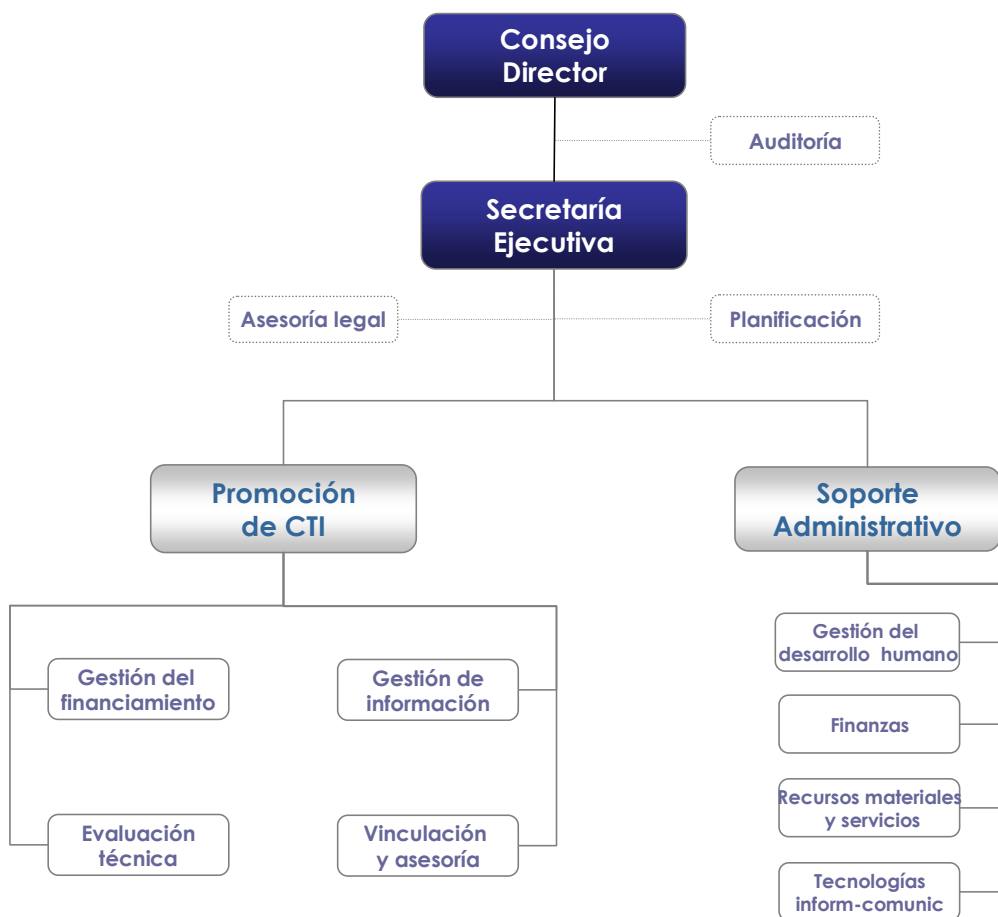 Consejo
Director
Auditoría
Secretaría
Ejecutiva
Asesoría legal
Planificación
Promoción
de CTI
Soporte
Administrativo
Gestión del
financiamiento
Gestión de
información
Gestión del
desarrollo humano
Finanzas
Recursos materiales
y servicios
Evaluación
técnica
Vinculación
y asesoría
Tecnologías
inform-comunic